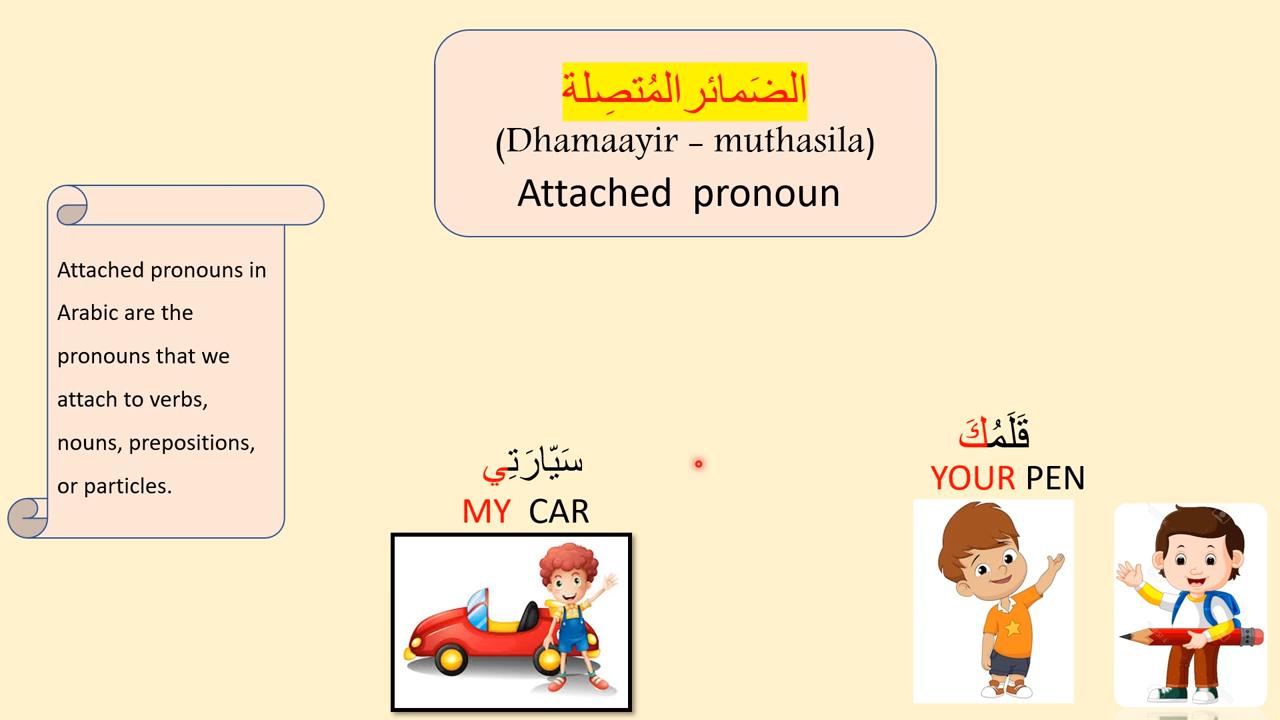 الضَمائر المُتصِلة
(Dhamaayir – muthasila)
Attached pronoun
Attached pronouns in
Arabic are the
pronouns that we
attach to verbs,
nouns, prepositions,
or particles.
سَيَّارَتِي
MY CAR
قَلَمُكَ
YOUR PEN